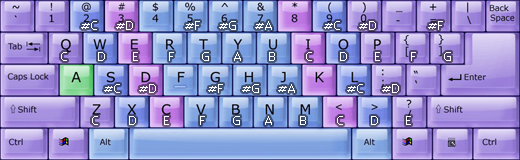 ~ ! @ # $ % ^ & * ( ) _ + | Back Space
` 1 2 #C 3 #D 4 5 #F 6 #G 7 #A 8 9 #C 0 #D - = #F \
Tab Q W E R T Y U I O P { }
C D E F G A B C D E F G
Caps Lock A S D F G H J K L : " Enter
#C #D #F #G #A #C ; #D '
Shift Z X C V B N M < > ? Shift
C D E F G A B C D / E
Ctrl Alt Alt Ctrl